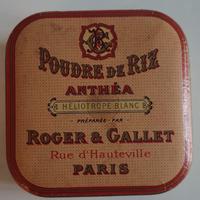 POUDRE DE RIZ
ANTHÉA
HÉLIOTROPE BLANC
PRÉPARÉE PAR
ROGER & GALLET
Rue d'Hauteville
PARIS